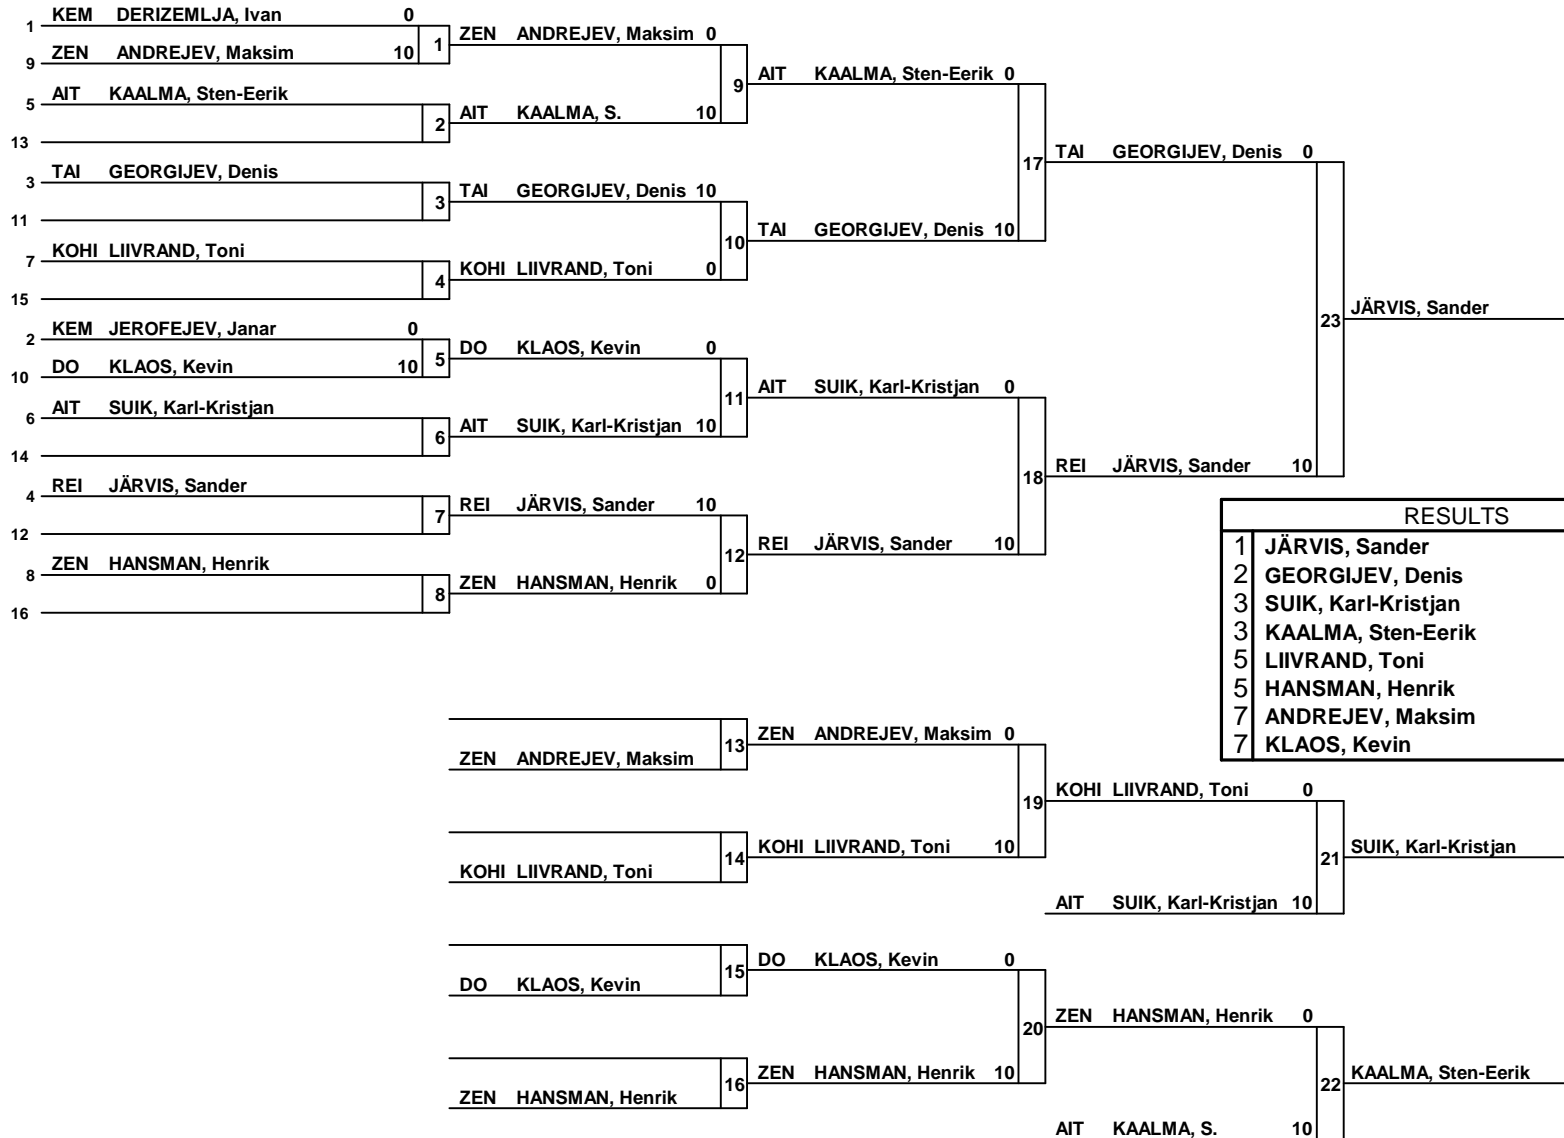 KEM DERIZEMLJA, Ivan 0
1
ZEN ANDREJEV, Maksim 10
9
1
ZEN ANDREJEV, Maksim 0
AIT KAALMA, Sten-Eerik
5
13
2
AIT KAALMA, S. 10
9
AIT KAALMA, Sten-Eerik 0
TAI GEORGIJEV, Denis
3
11
3
TAI GEORGIJEV, Denis 10
KOHI LIIVRAND, Toni
7
15
4
KOHI LIIVRAND, Toni 0
10
TAI GEORGIJEV, Denis 10
17
TAI GEORGIJEV, Denis 0
KEM JEROFEJEV, Janar 0
2
DO KLAOS, Kevin 10
10
5
DO KLAOS, Kevin 0
AIT SUIK, Karl-Kristjan
6
14
6
AIT SUIK, Karl-Kristjan 10
11
AIT SUIK, Karl-Kristjan 0
REI JÄRVIS, Sander
4
12
7
REI JÄRVIS, Sander 10
ZEN HANSMAN, Henrik
8
16
8
ZEN HANSMAN, Henrik 0
12
REI JÄRVIS, Sander 10
18
REI JÄRVIS, Sander 10
23
JÄRVIS, Sander
RESULTS
1 JÄRVIS, Sander
2 GEORGIJEV, Denis
3 SUIK, Karl-Kristjan
3 KAALMA, Sten-Eerik
5 LIIVRAND, Toni
5 HANSMAN, Henrik
7 ANDREJEV, Maksim
7 KLAOS, Kevin
ZEN ANDREJEV, Maksim
13
ZEN ANDREJEV, Maksim 0
KOHI LIIVRAND, Toni
14
KOHI LIIVRAND, Toni 10
19
KOHI LIIVRAND, Toni 0
AIT SUIK, Karl-Kristjan 10
21
SUIK, Karl-Kristjan
DO KLAOS, Kevin
15
DO KLAOS, Kevin 0
ZEN HANSMAN, Henrik
16
ZEN HANSMAN, Henrik 10
20
ZEN HANSMAN, Henrik 0
AIT KAALMA, S. 10
22
KAALMA, Sten-Eerik